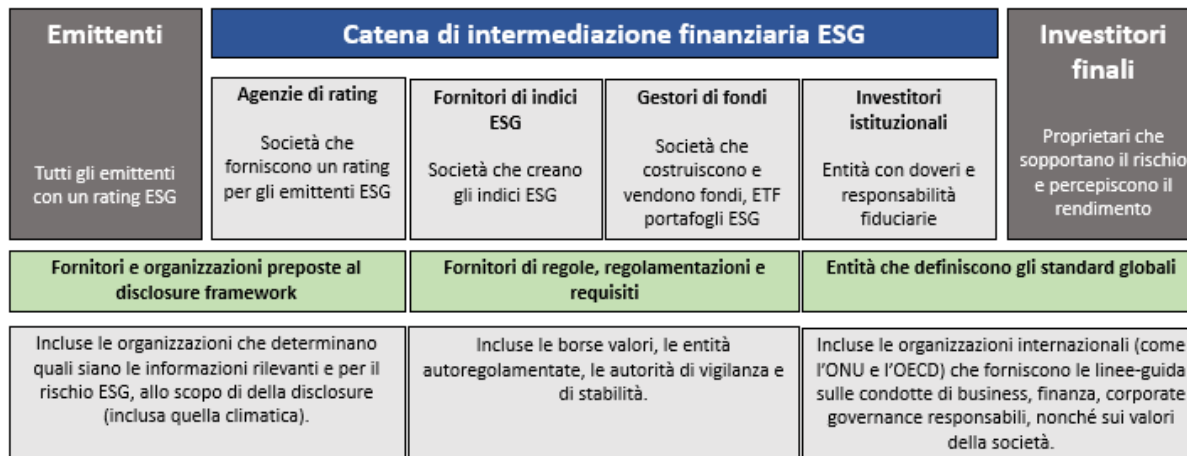 Emittenti
Tutti gli emittenti
con un rating ESG
Catena di intermediazione finanziaria ESG
Agenzie di rating
Società che
forniscono un rating
per gli emittenti ESG
Fornitori di indici
ESG
Società che creano
gli indici ESG
Gestori di fondi
Società che
costruiscono e
vendono fondi, ETF
portafogli ESG
Investitori
istituzionali
Entità con doveri e
responsabilità
fiduciarie
Investitori
finali
Proprietari che
sopportano il rischio
e percepiscono il
rendimento
Fornitori e organizzazioni preposte al
disclosure framework
Fornitori di regole, regolamentazioni e
requisiti
Entità che definiscono gli standard globali
Incluse le organizzazioni che determinano
quali siano le informazioni rilevanti e per il
rischio ESG, allo scopo di della disclosure
(inclusa quella climatica).
Incluse le borse valori, le entità
autoregolamentate, le autorità di vigilanza e
di stabilità.
Incluse le organizzazioni internazionali (come
l'ONU e l'OECD) che forniscono le linee-guida
sulle condotte di business, finanza, corporate
governance responsabili, nonché sui valori
della società.